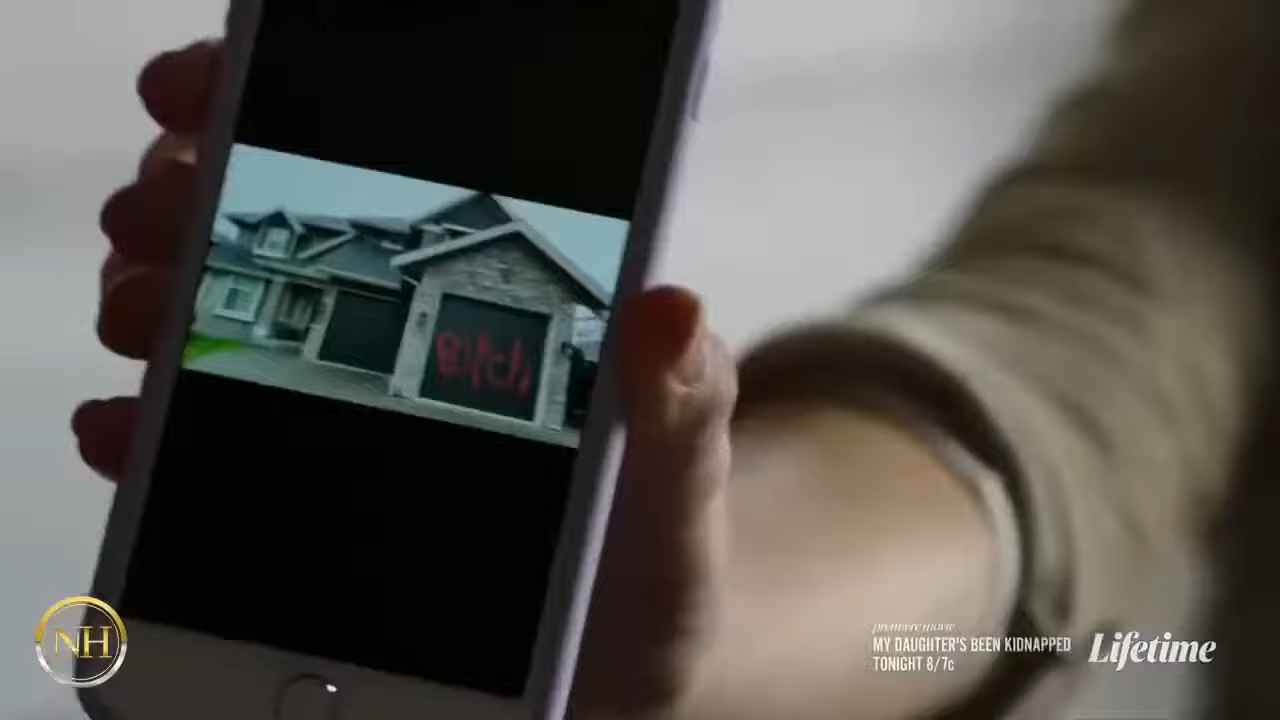 Bitch
NH
premiere movie
MY DAUGHTER'S BEEN KIDNAPPED
TONIGHT 8/7c
Lifetime